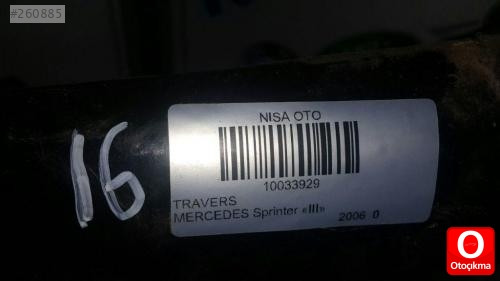 #260885
16
NISA OTO
10033929
TRAVERS
MERCEDES Sprinter «III» 2006 0
O
Otoçıkma